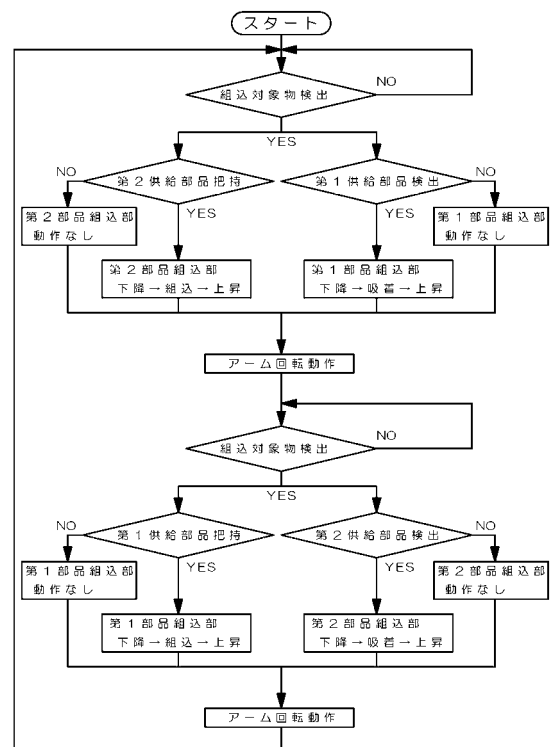 スタート
組込対象物検出
NO
YES
第2供給部品把持
NO
YES
第1供給部品検出
NO
YES
第2部品組込部
動作なし
第1部品組込部
動作なし
第2部品組込部
下降→組込→上昇
第1部品組込部
下降→吸着→上昇
アーム回転動作
組込対象物検出
NO
YES
第1供給部品把持
NO
YES
第2供給部品検出
NO
YES
第1部品組込部
動作なし
第2部品組込部
動作なし
第1部品組込部
下降→組込→上昇
第2部品組込部
下降→吸着→上昇
アーム回転動作